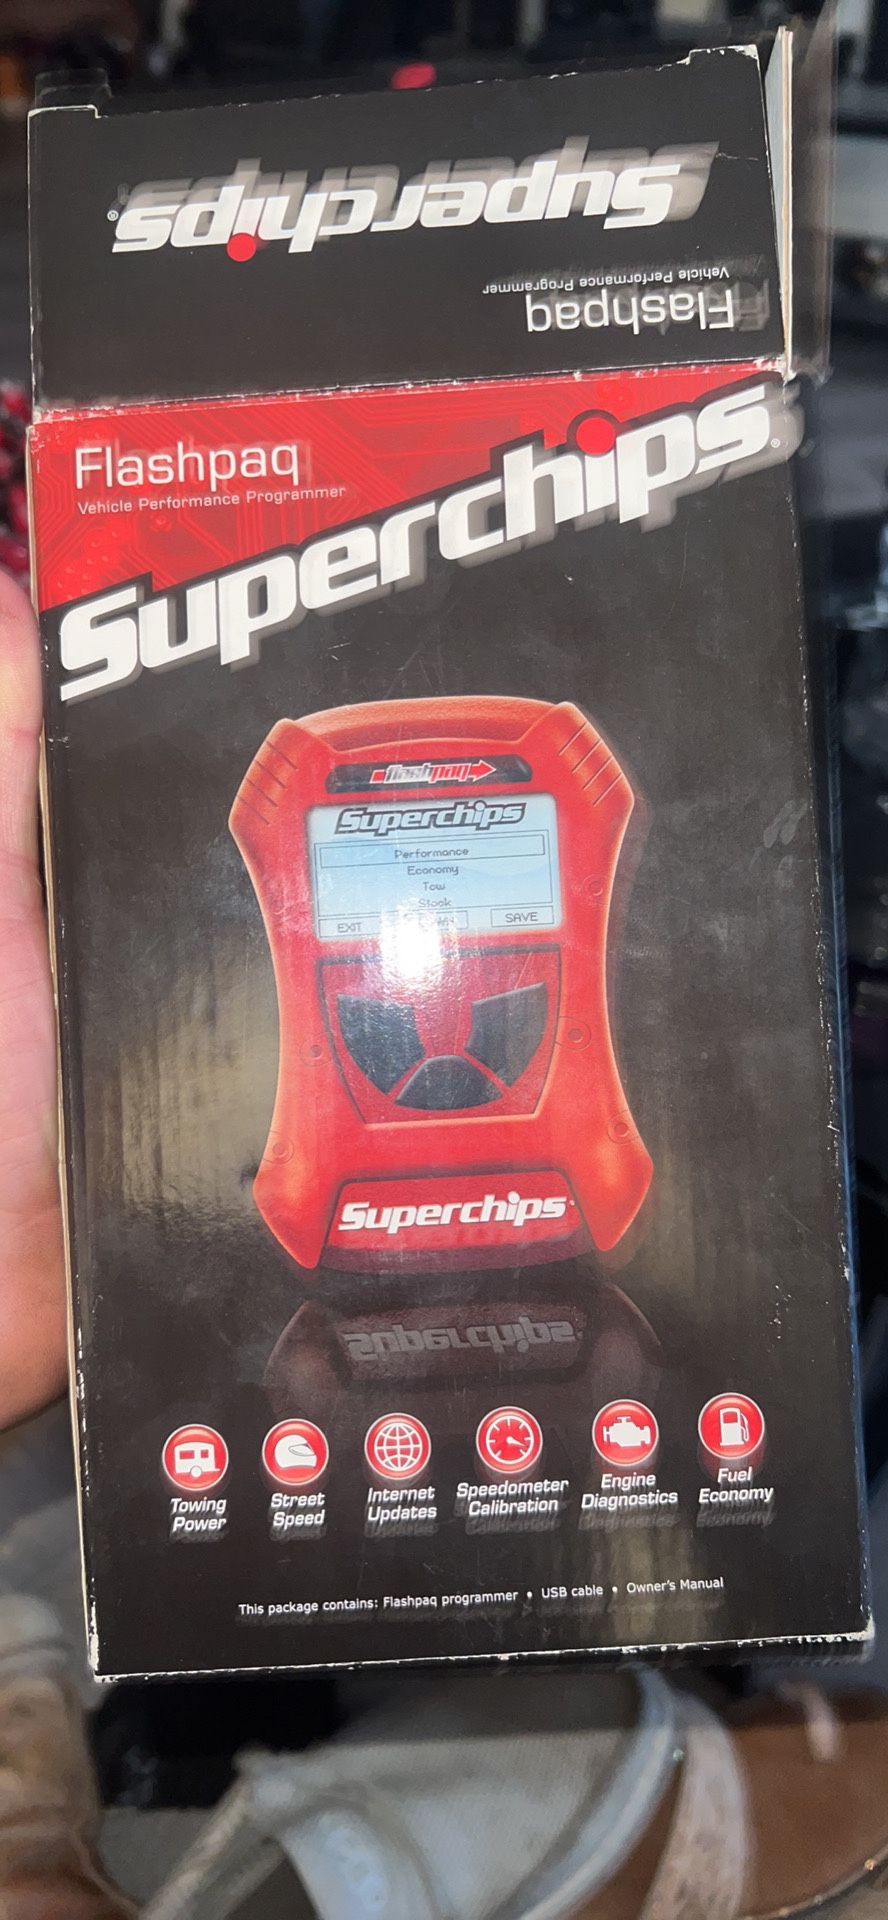 Superchips®
Flashpaq
Vehicle Performance Programmer
Flashpaq
Vehicle Performance Programmer
Superchips®
flashpaq
Superchips
Performance
Economy
Tow
Stock
EXIT
SAVE
Superchips
Superchips
Towing
Power
Street
Speed
Internet
Updates
Speedometer
Calibration
Engine
Diagnostics
Fuel
Economy
This package contains: Flashpaq programmer • USB cable • Owner's Manual